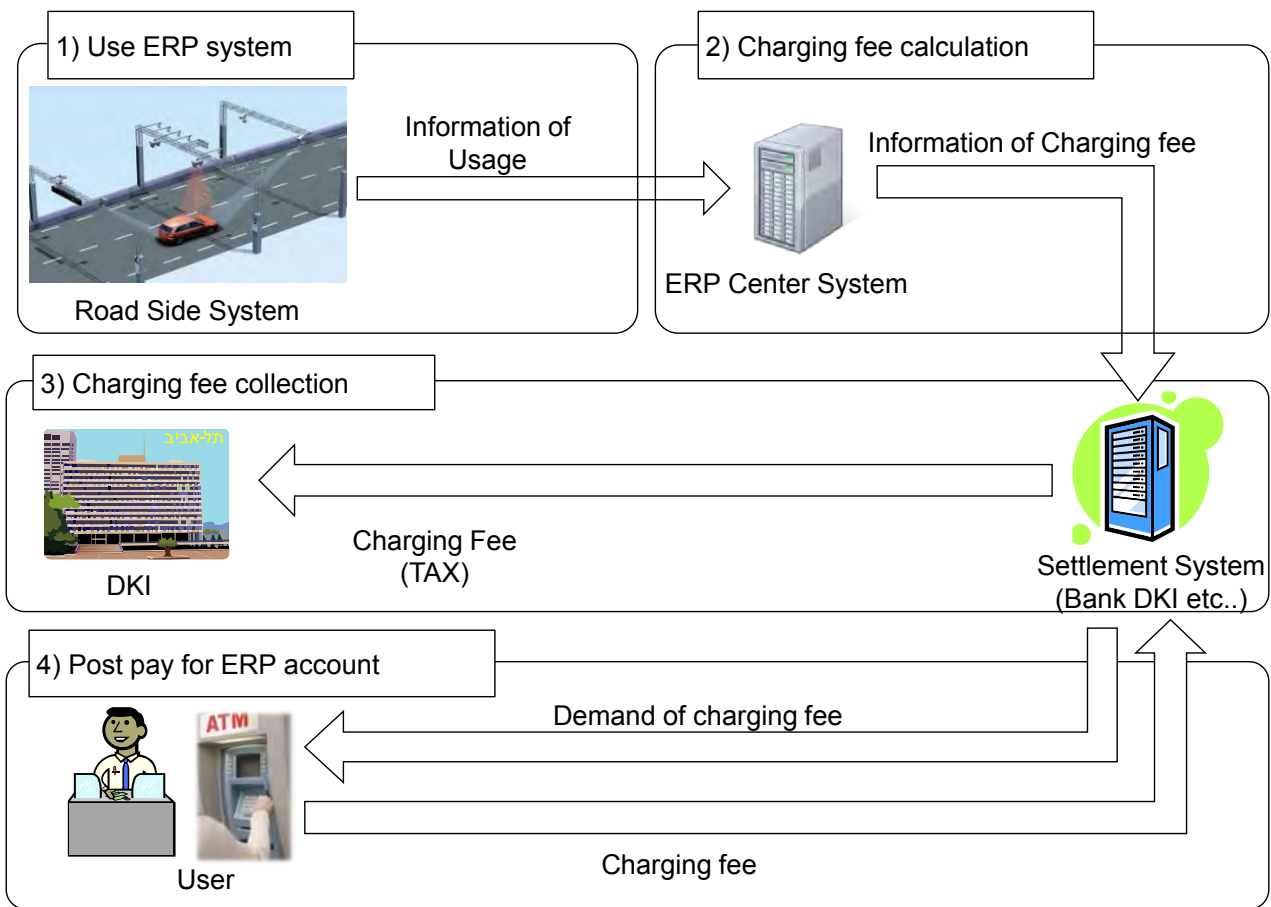 1) Use ERP system
Information of
Usage
Road Side System
2) Charging fee calculation
Information of Charging fee
ERP Center System
3) Charging fee collection
תל-אביב
DKI
Charging Fee
(TAX)
Settlement System
(Bank DKI etc..)
4) Post pay for ERP account
ATM
Demand of charging fee
Charging fee
User